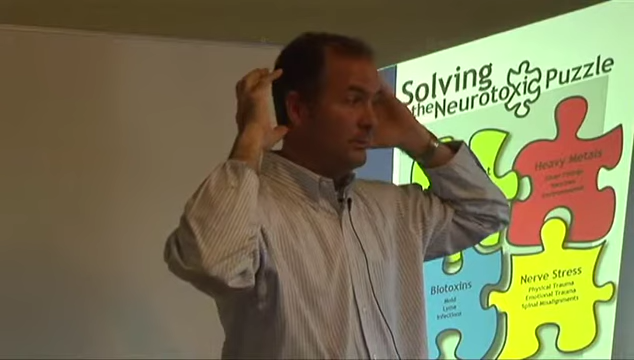 Solving
the Neurotoxic Puzzle
Heavy Metals
Biotoxins
Mold
Lyme
Infections
Nerve Stress
Physical Trauma
Emotional Trauma
Spinal Misalignments